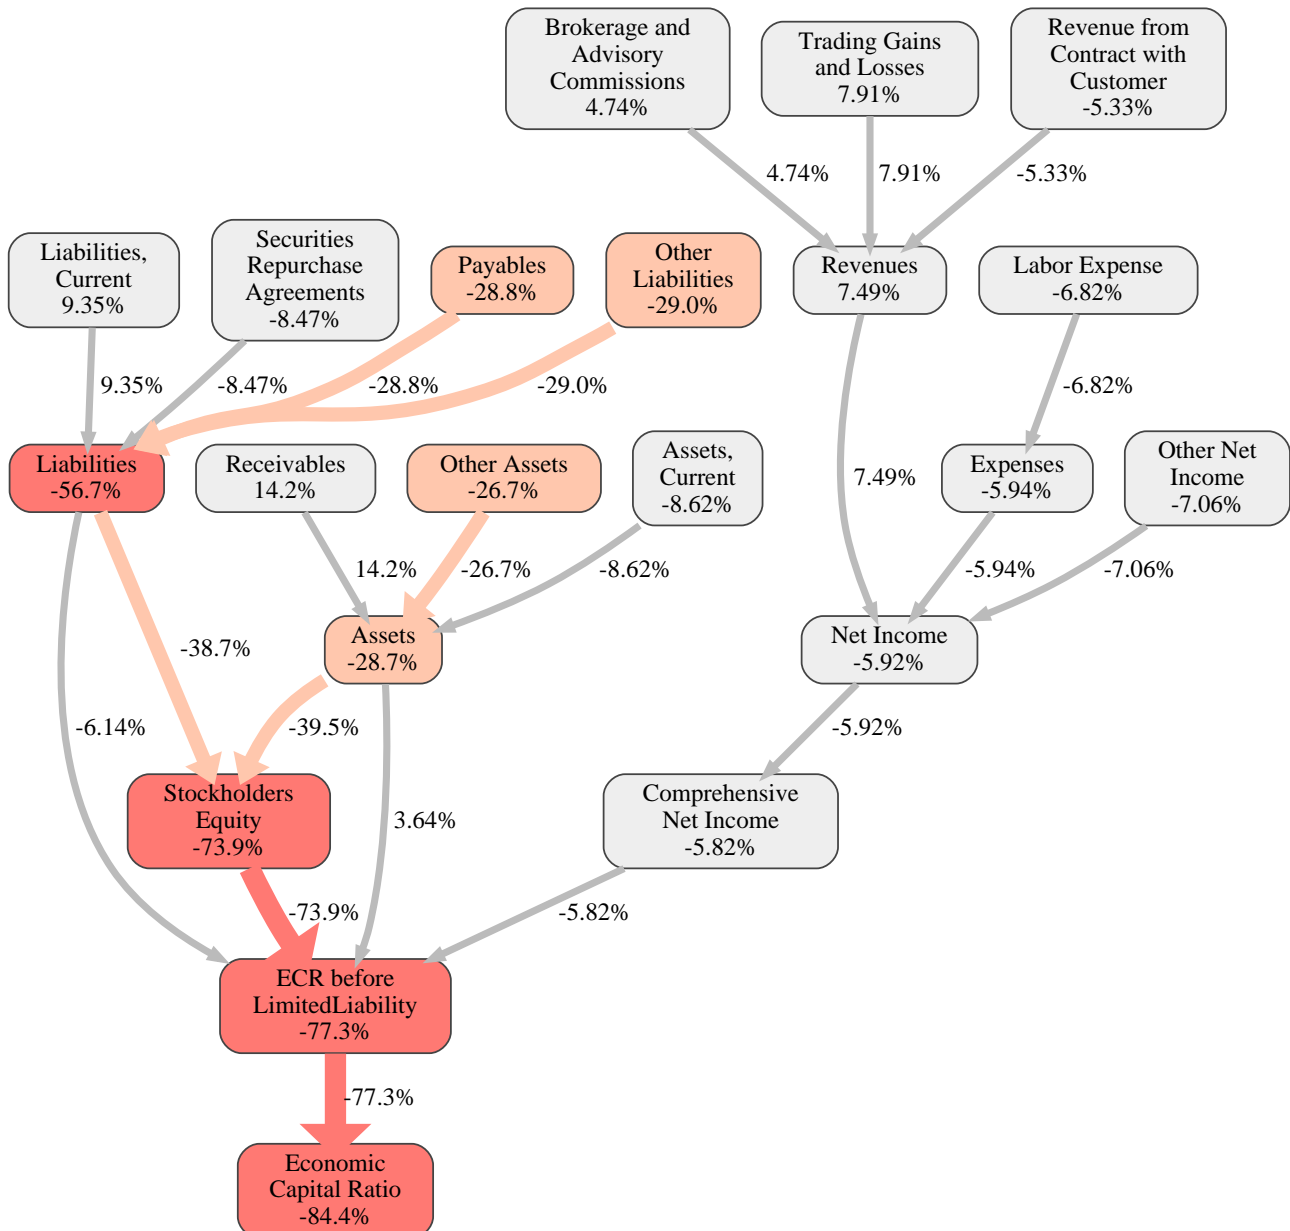 Brokerage and
Advisory
Commissions
4.74%
Trading Gains
and Losses
7.91%
Revenue from
Contract with
Customer
-5.33%
4.74%
7.91%
-5.33%
Liabilities,
Current
9.35%
Securities
Repurchase
Agreements
-8.47%
Payables
-28.8%
Other
Liabilities
-29.0%
Revenues
7.49%
Labor Expense
-6.82%
9.35%
-8.47%
-28.8%
-29.0%
-6.82%
Liabilities
-56.7%
Receivables
14.2%
Other Assets
-26.7%
Assets,
Current
-8.62%
7.49%
Expenses
-5.94%
Other Net
Income
-7.06%
14.2%
-26.7%
-8.62%
-5.94%
-7.06%
-38.7%
Assets
-28.7%
Net Income
-5.92%
-6.14%
-39.5%
-5.92%
Stockholders
Equity
-73.9%
3.64%
Comprehensive
Net Income
-5.82%
-73.9%
-5.82%
ECR before
LimitedLiability
-77.3%
-77.3%
Economic
Capital Ratio
-84.4%